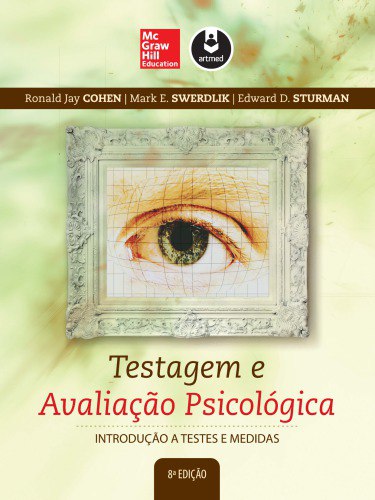 Mc
Graw
Hill
Education
artmed
Ronald Jay COHEN | Mark E. SWERDLIK | Edward D. STURMAN
Testagem e
Avaliação Psicológica
INTRODUÇÃO A TESTES E MEDIDAS
8ª EDIÇÃO